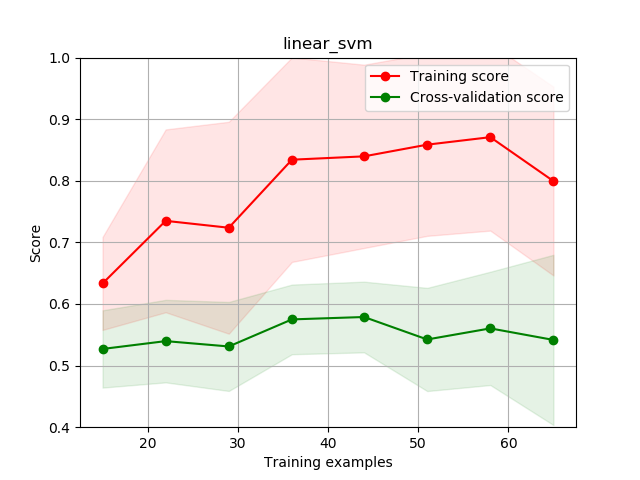 linear_svm
1.0
0.9
0.8
0.7
0.6
0.5
0.4
Score
Training score
Cross-validation score
20 30 40 50 60
Training examples